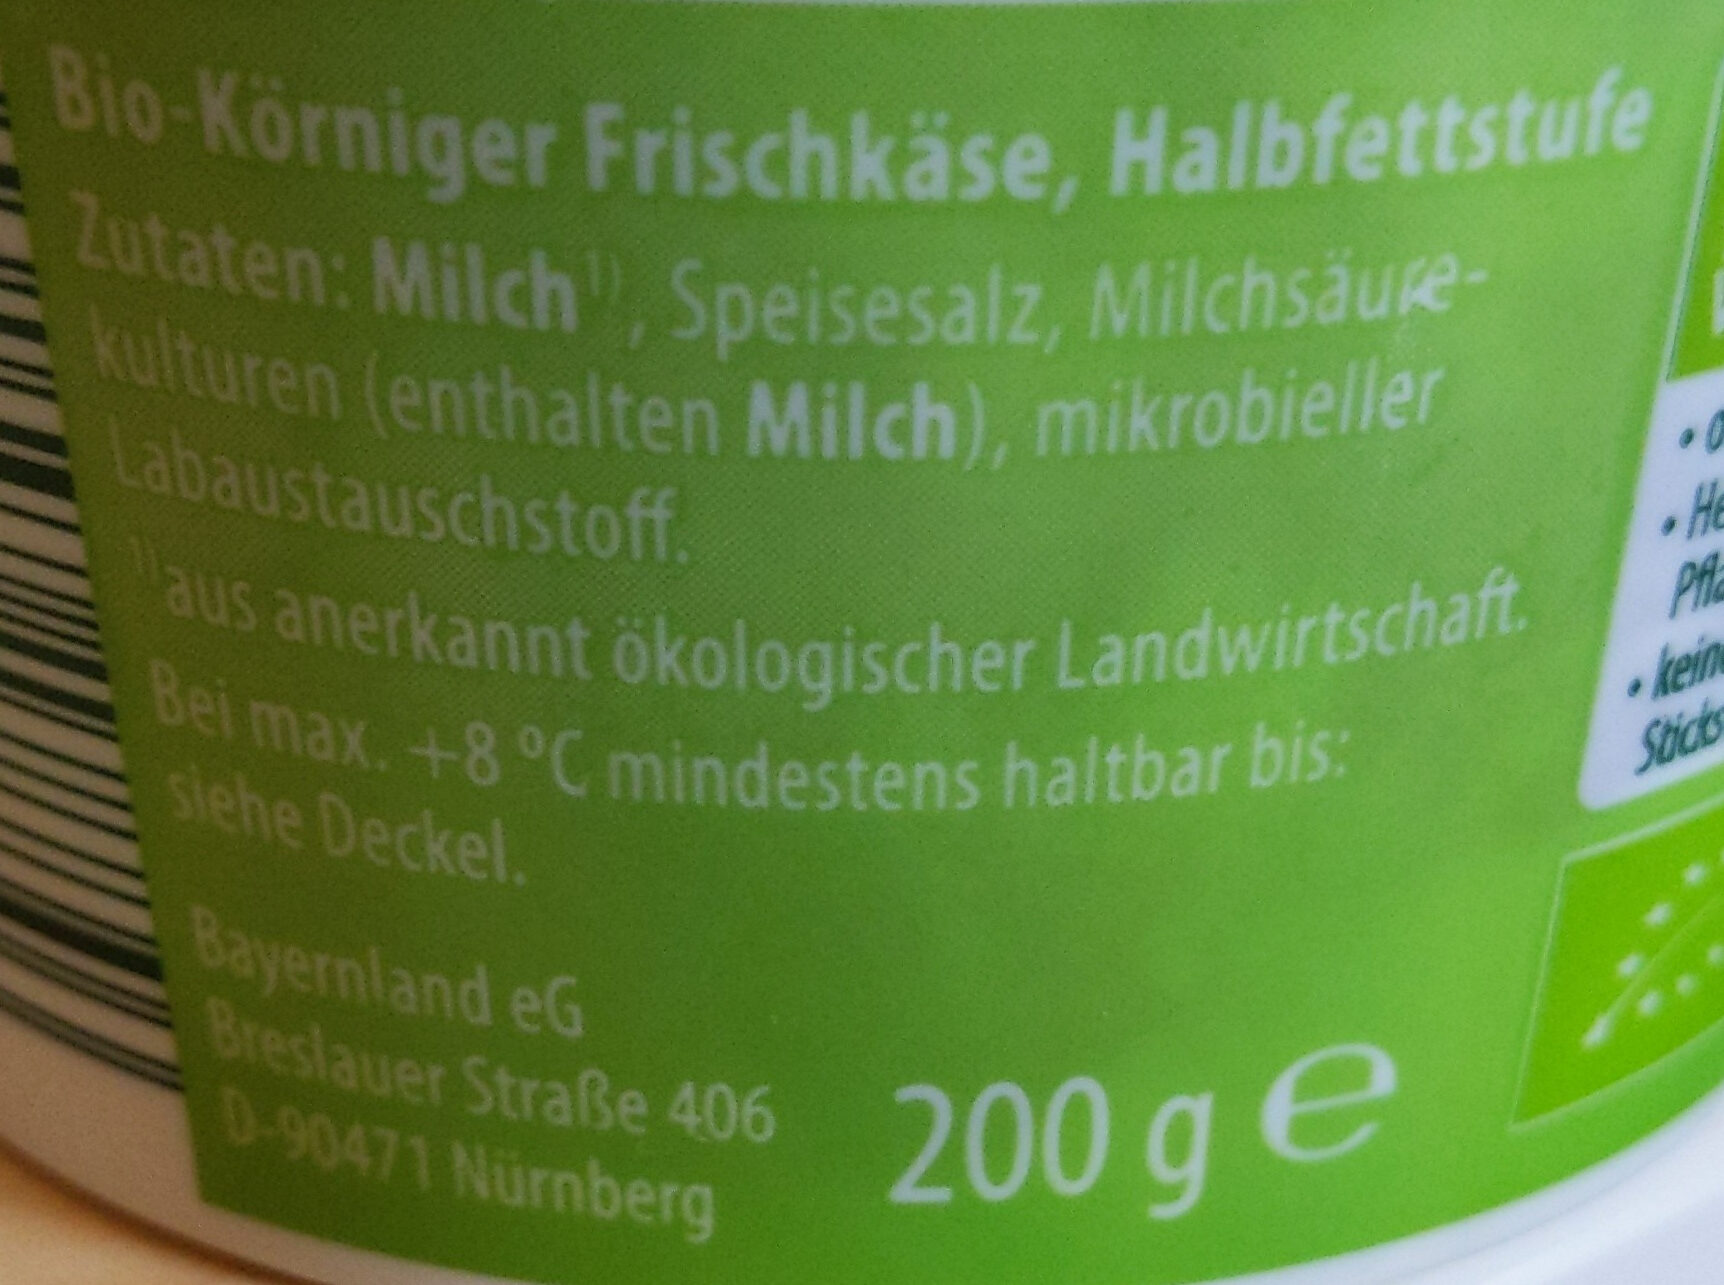 Bio-Körniger Frischkäse, Halbfettstufe
Zutaten: Milch¹⁾, Speisesalz, Milchsäure-
kulturen (enthalten Milch), mikrobieller
Labaustauschstoff.
¹⁾aus anerkannt ökologischer Landwirtschaft.
Bei max. +8 °C mindestens haltbar bis:
siehe Deckel.
Bayernland eG
Breslauer Straße 406
D-90471 Nürnberg
200 g ℮